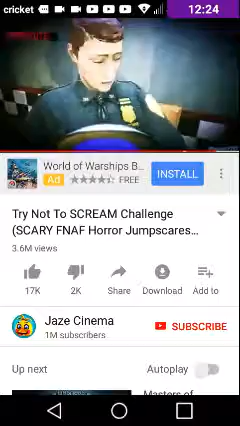 cricket
12:24
World of Warships B...
Ad
FREE
INSTALL
Try Not To SCREAM Challenge
(SCARY FNAF Horror Jumpscares...
3.6M views
17K
2K
Share
Download
Add to
Jaze Cinema
1M subscribers
SUBSCRIBE
Up next
Autoplay
Masters of